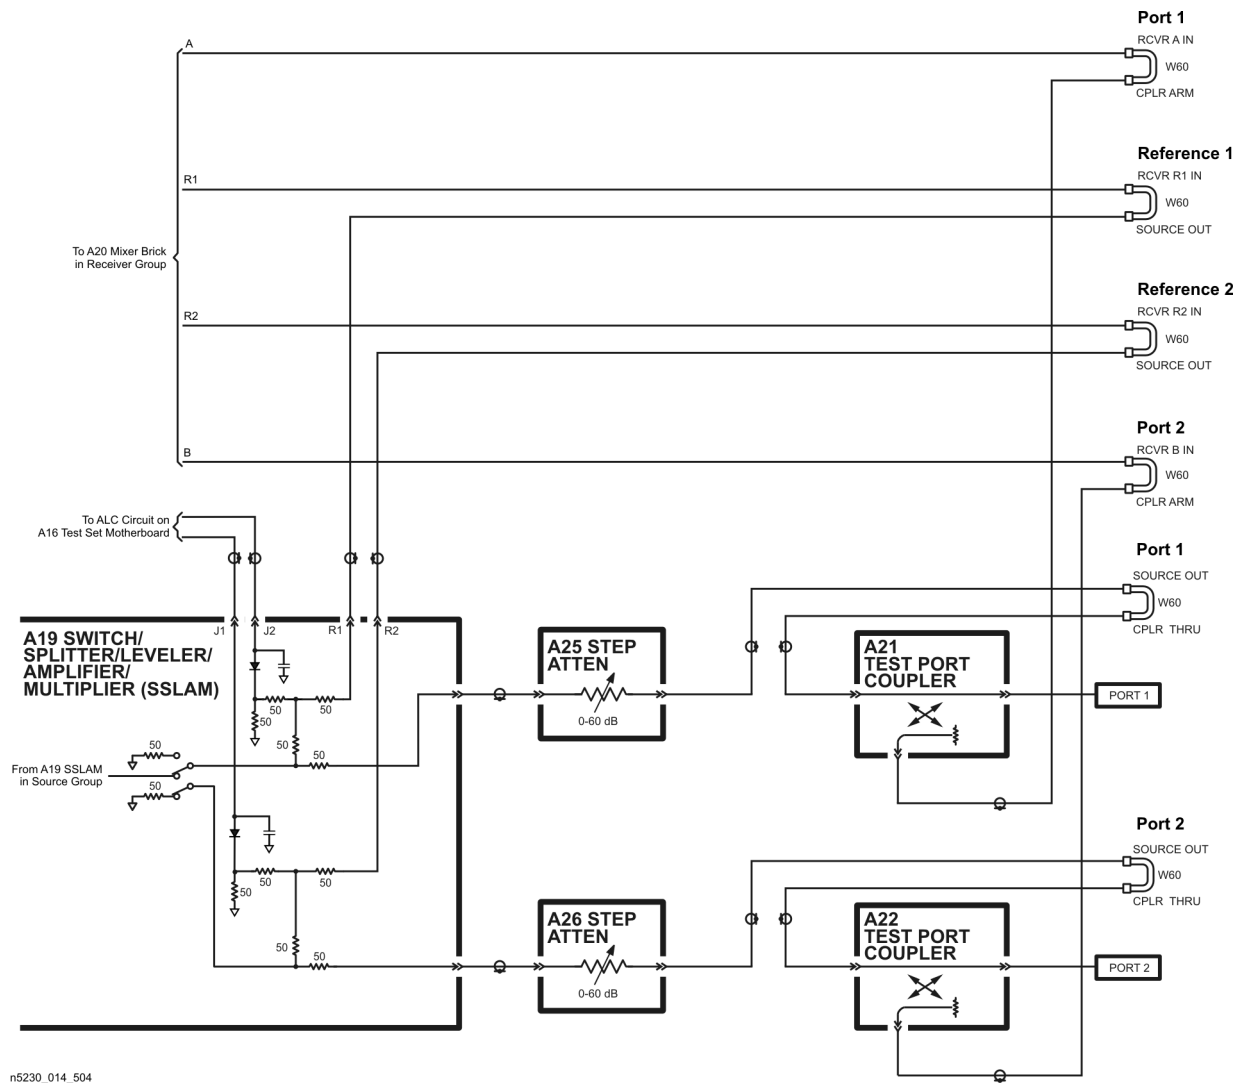 Port 1
RCVR A IN
W60
CPLR ARM
A
Reference 1
RCVR R1 IN
W60
SOURCE OUT
R1
To A20 Mixer Brick
in Receiver Group
Reference 2
RCVR R2 IN
W60
SOURCE OUT
R2
Port 2
RCVR B IN
W60
CPLR ARM
B
To ALC Circuit on
A16 Test Set Motherboard
Port 1
SOURCE OUT
W60
CPLR THRU
J1
J2
R1
R2
A19 SWITCH/
SPLITTER/LEVELER/
AMPLIFIER/
MULTIPLIER (SSLAM)
A25 STEP
ATTEN
0-60 dB
A21
TEST PORT
COUPLER
PORT 1
50
50
50
50
50
50
From A19 SSLAM
in Source Group
50
Port 2
SOURCE OUT
W60
CPLR THRU
50
50
50
50
50
A26 STEP
ATTEN
0-60 dB
A22
TEST PORT
COUPLER
PORT 2
n5230_014_504